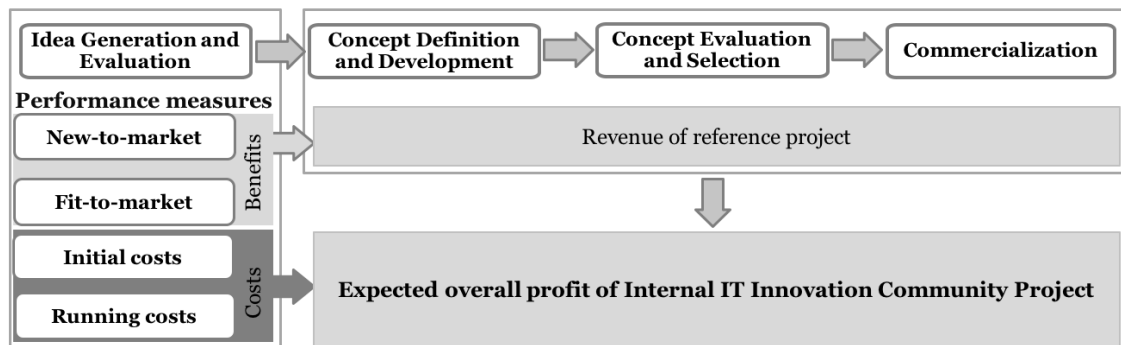 Idea Generation and
Evaluation
Concept Definition
and Development
Concept Evaluation
and Selection
Commercialization
Performance measures
New-to-market
Fit-to-market
Benefits
Revenue of reference project
Initial costs
Running costs
Costs
Expected overall profit of Internal IT Innovation Community Project